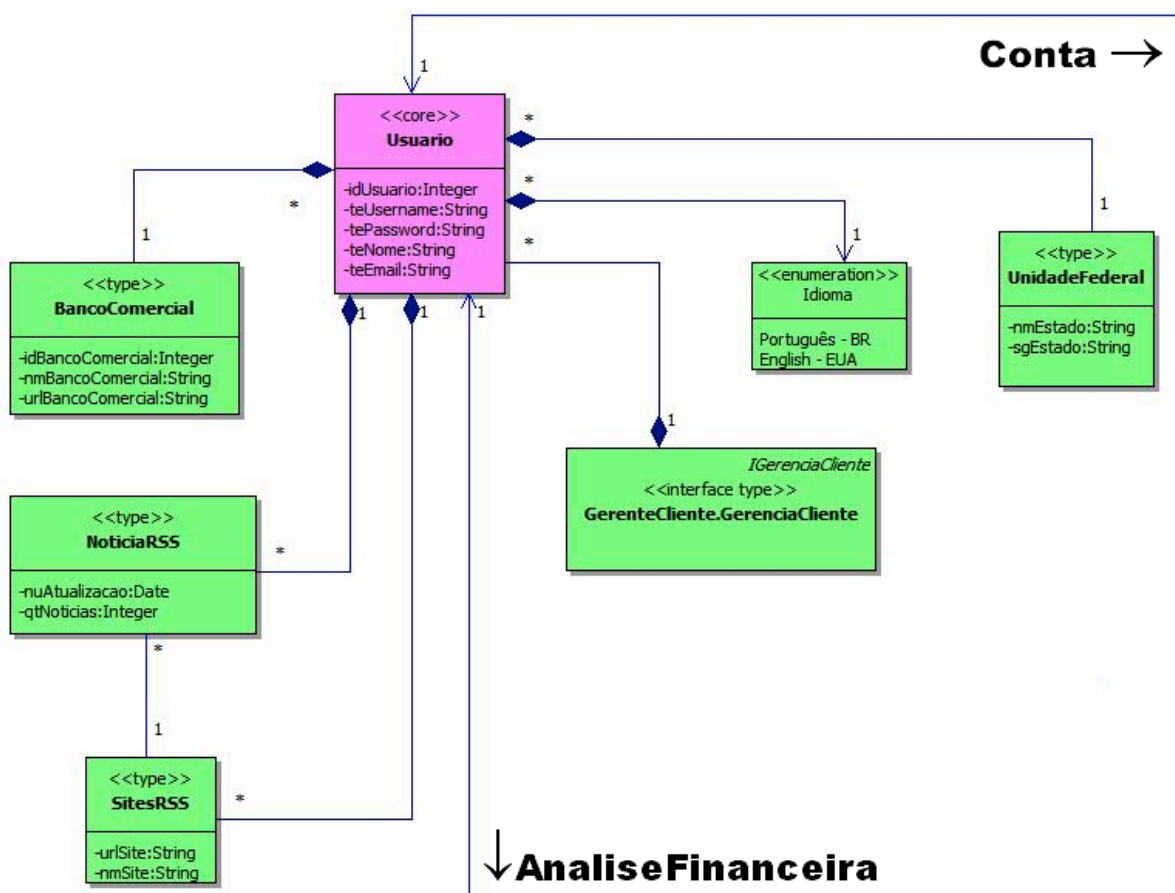 Conta →
1
<<core>>
Usuario
-idUsuario:Integer
-teUsername:String
-tePassword:String
-teNome:String
-teEmail:String
*
*
*
*
1
1
1
1
1
1
<<type>>
BancoComercial
-idBancoComercial:Integer
-nmBancoComercial:String
-urlBancoComercial:String
<<enumeration>>
Idioma
Português - BR
English - EUA
<<type>>
UnidadeFederal
-nmEstado:String
-sgEstado:String
1
IGerenciaCliente
<<interface type>>
GerenteCliente.GerenciaCliente
<<type>>
NoticiaRSS
-nuAtualizacao:Date
-qtNoticias:Integer
*
*
1
<<type>>
SitesRSS
-urlSite:String
-nmSite:String
*
↓AnaliseFinanceira